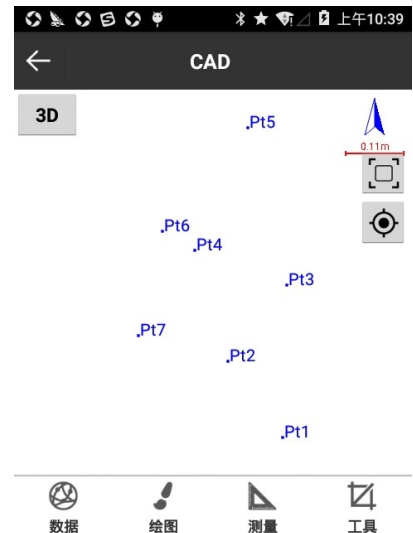 上午10:39
CAD
3D
.Pt5
0.11m
.Pt6
.Pt4
.Pt3
.Pt7
.Pt2
.Pt1
数据 绘图 测量 工具